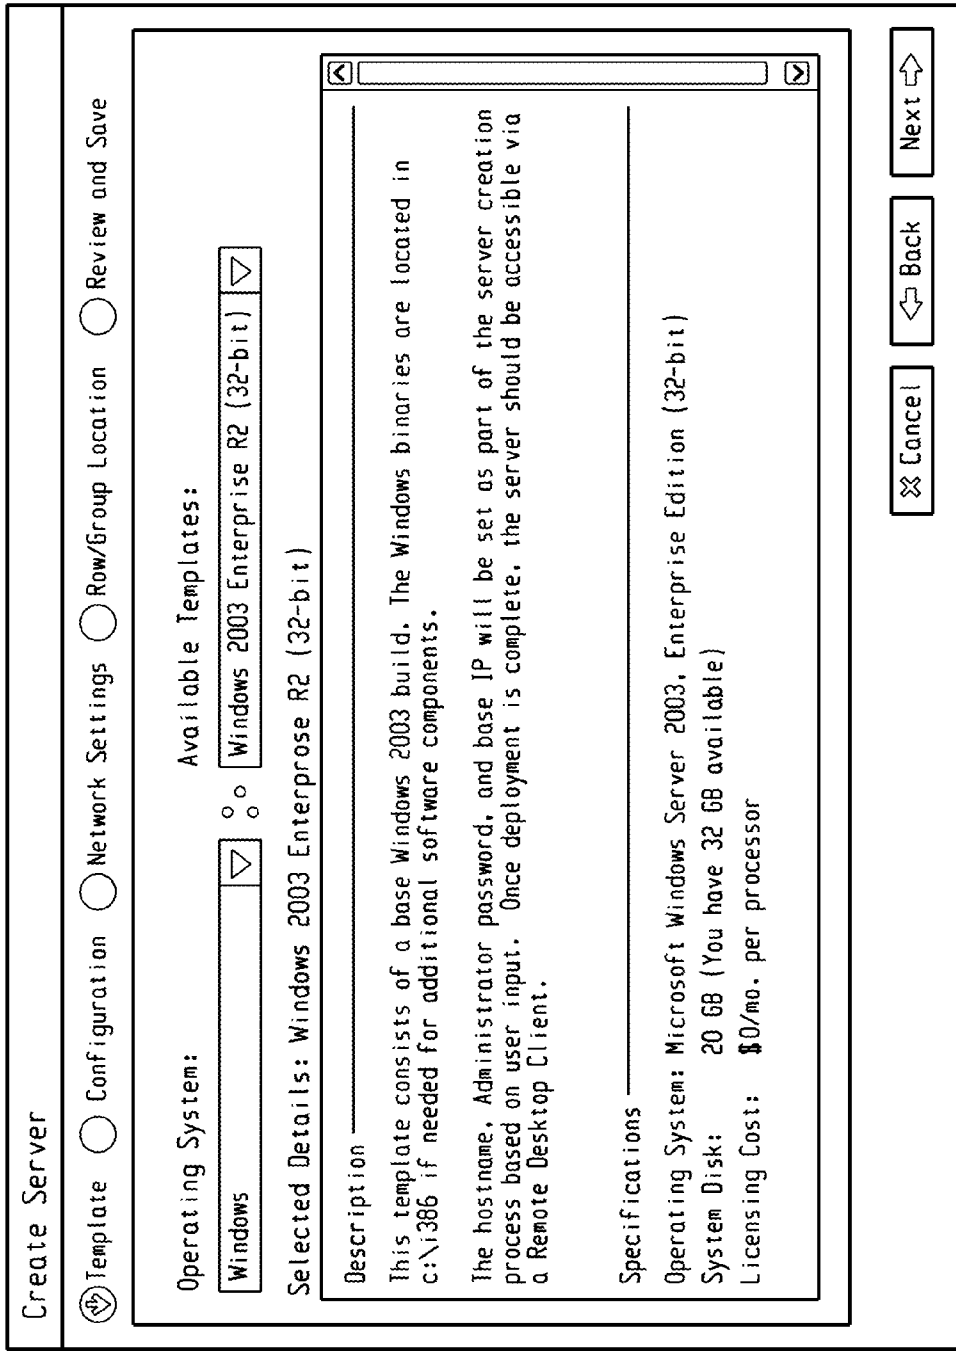 Create Server
Template Configuration Network Settings Row/Group Location Review and Save
Operating System: Available Templates:
Windows Windows 2003 Enterprise R2 (32-bit)
Selected Details: Windows 2003 Enterprose R2 (32-bit)
Description
This template consists of a base Windows 2003 build. The Windows binaries are located in
c:\i386 if needed for additional software components.
The hostname, Administrator password, and base IP will be set as part of the server creation
process based on user input. Once deployment is complete, the server should be accessible via
a Remote Desktop Client.
Specifications
Operating System: Microsoft Windows Server 2003, Enterprise Edition (32-bit)
System Disk: 20 GB (You have 32 GB available)
Licensing Cost: $0/mo. per processor
Cancel Back Next